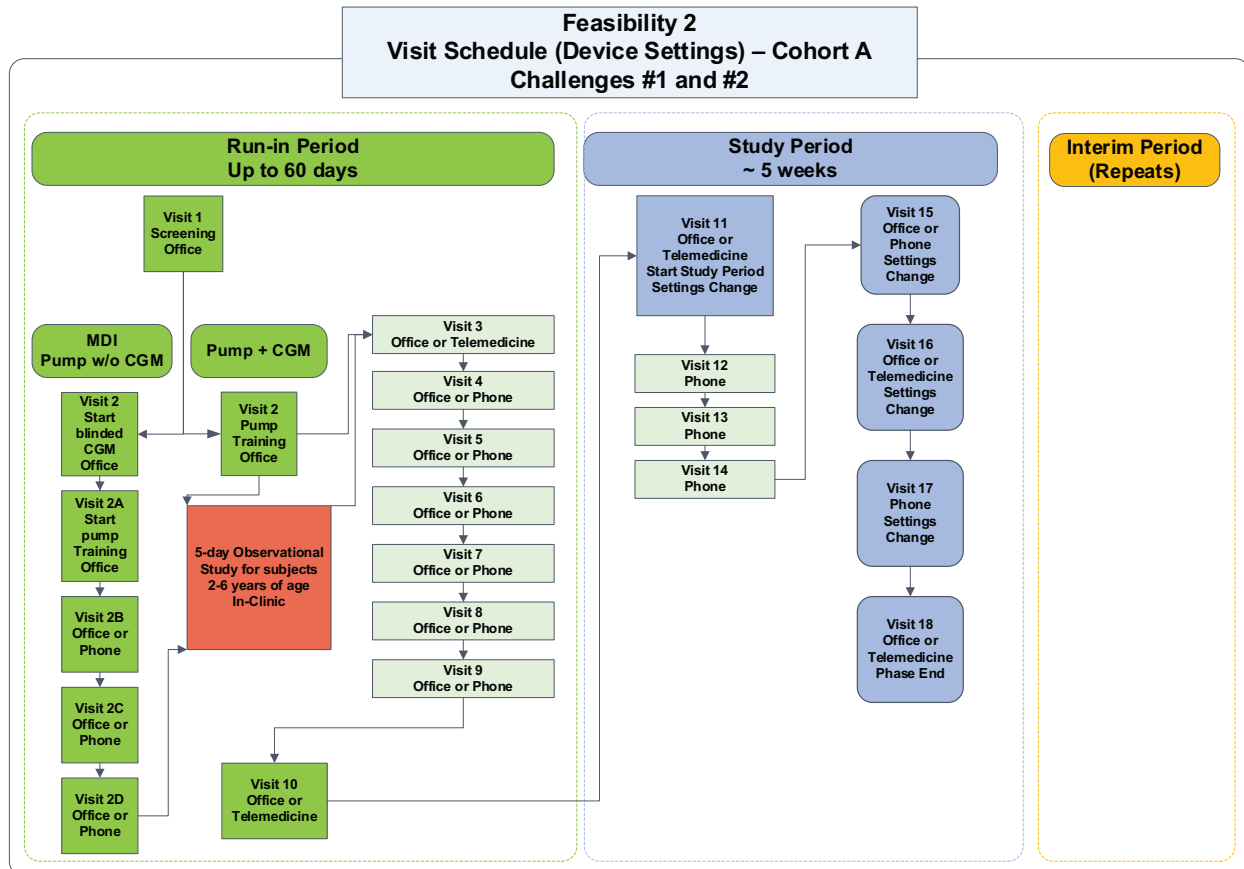 Feasibility 2
Visit Schedule (Device Settings) – Cohort A
Challenges #1 and #2
Run-in Period
Up to 60 days
Visit 1
Screening
Office
MDI
Pump w/o CGM
Pump + CGM
Visit 2
Start
blinded
CGM
Office
Visit 2
Pump
Training
Office
Visit 2A
Start
pump
Training
Office
5-day Observational
Study for subjects
2-6 years of age
In-Clinic
Visit 2B
Office or
Phone
Visit 2C
Office or
Phone
Visit 2D
Office or
Phone
Visit 3
Office or Telemedicine
Visit 4
Office or Phone
Visit 5
Office or Phone
Visit 6
Office or Phone
Visit 7
Office or Phone
Visit 8
Office or Phone
Visit 9
Office or Phone
Visit 10
Office or
Telemedicine
Study Period
~ 5 weeks
Visit 11
Office or
Telemedicine
Start Study Period
Settings Change
Visit 12
Phone
Visit 13
Phone
Visit 14
Phone
Visit 15
Office or
Phone
Settings
Change
Visit 16
Office or
Telemedicine
Settings
Change
Visit 17
Phone
Settings
Change
Visit 18
Office or
Telemedicine
Phase End
Interim Period
(Repeats)